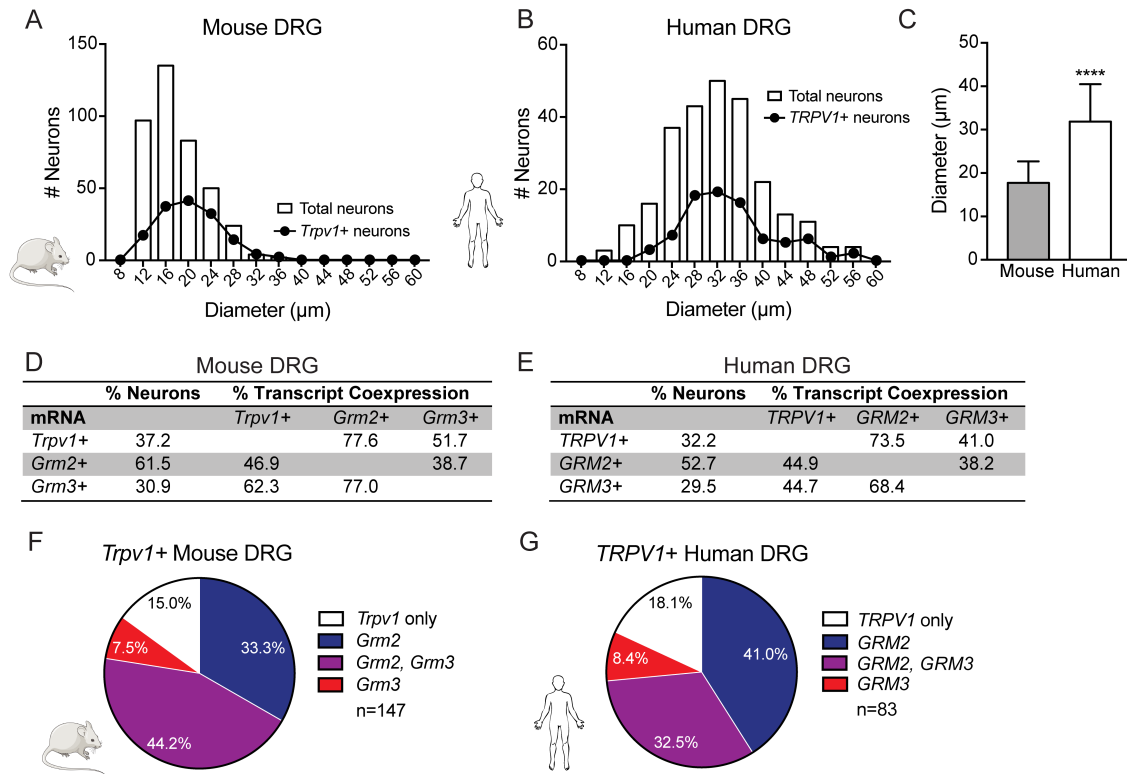 A
Mouse DRG
150
100
50
0
# Neurons
8 12 16 20 24 28 32 36 40 44 48 52 56 60
Diameter (µm)
Total neurons
Trpv1+ neurons
B
Human DRG
60
40
20
0
# Neurons
8 12 16 20 24 28 32 36 40 44 48 52 56 60
Diameter (µm)
Total neurons
TRPV1+ neurons
C
50
40
30
20
10
0
Diameter (µm)
****
Mouse Human
D
Mouse DRG
% Neurons % Transcript Coexpression
mRNA Trpv1+ Grm2+ Grm3+
Trpv1+ 37.2 77.6 51.7
Grm2+ 61.5 46.9 38.7
Grm3+ 30.9 62.3 77.0
E
Human DRG
% Neurons % Transcript Coexpression
mRNA TRPV1+ GRM2+ GRM3+
TRPV1+ 32.2 73.5 41.0
GRM2+ 52.7 44.9 38.2
GRM3+ 29.5 44.7 68.4
F
Trpv1+ Mouse DRG
15.0%
33.3%
7.5%
44.2%
Trpv1 only
Grm2
Grm2, Grm3
Grm3
n=147
G
TRPV1+ Human DRG
18.1%
41.0%
8.4%
32.5%
TRPV1 only
GRM2
GRM2, GRM3
GRM3
n=83